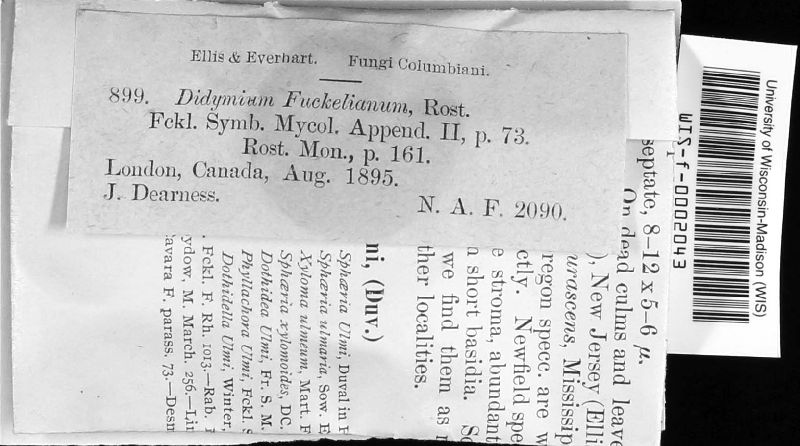 Ellis & Everhart. Fungi Columbiani.
899. Didymium Fuckelianum, Rost.
Fckl. Symb. Mycol. Append. II, p. 73.
Rost. Mon., p. 161.
London, Canada, Aug. 1895.
J. Dearness.
N. A. F. 2090.
University of Wisconsin-Madison (WIS)
WIS-f-0002043
septate, 8–12 x 5–6 μ.
On dead culms and leave
). New Jersey (Elli
urascens, Mississip
regon specc. are w
ctly. Newfield spe
e stroma, abundant
a short basidia. Sc
we find them as
ther localities.
ni, (Duv.)
Sphæria Ulmi, Duval in F
Sphæria ulmaria, Sow. E
Xyloma ulmeum, Mart. F
Sphæria xylomoides, DC.
Dothidea Ulmi, Fr. S. M.
Phyllachora Ulmi, Fckl. S
Dothidella Ulmi, Winter,
. Fckl. F. Rh. 1013.—Rab. F
ydow. M. March. 256.—Lin
avara F. parass. 73.—Desm